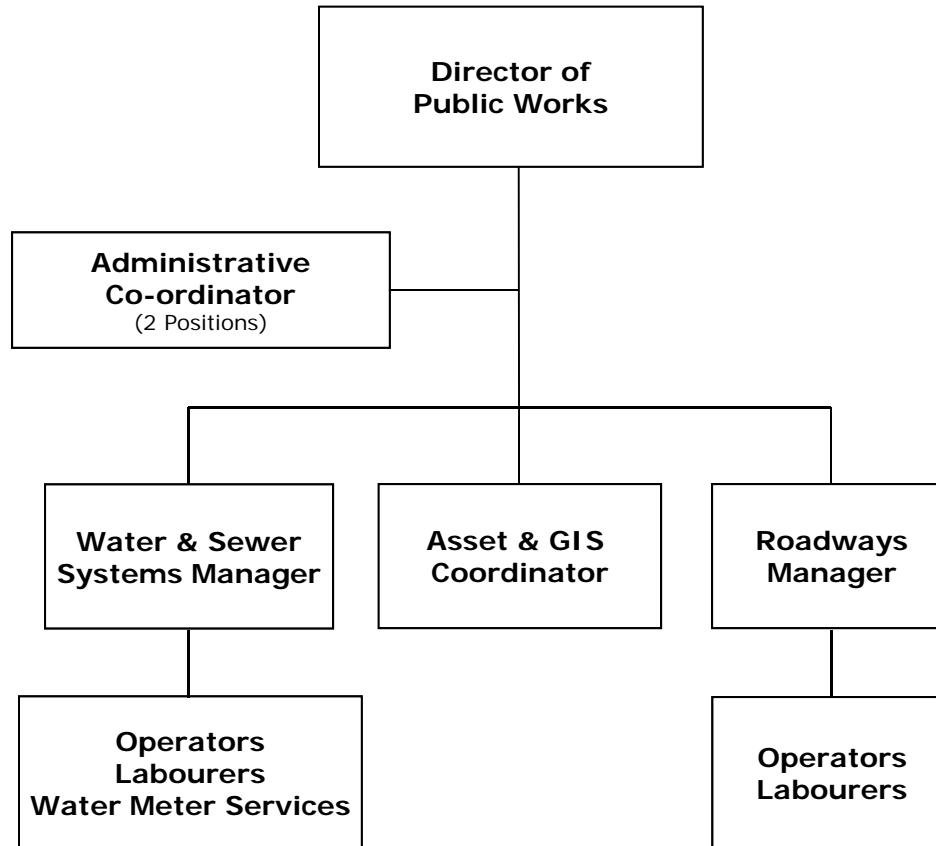 Director of
Public Works
Administrative
Co-ordinator
(2 Positions)
Water & Sewer
Systems Manager
Asset & GIS
Coordinator
Roadways
Manager
Operators
Labourers
Water Meter Services
Operators
Labourers